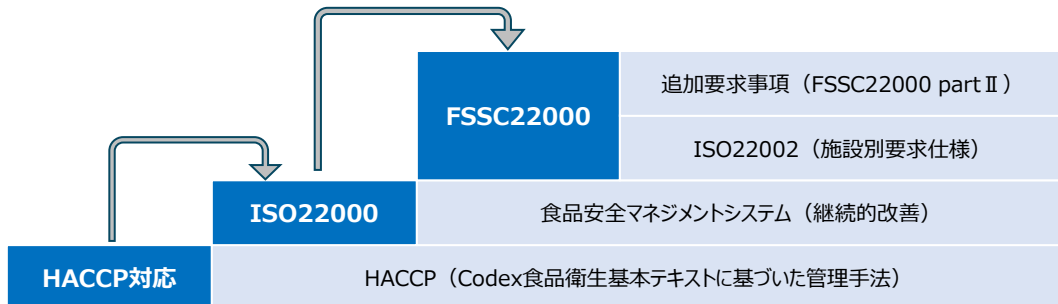 追加要求事項（FSSC22000 partⅡ）
FSSC22000
ISO22002（施設別要求仕様）
ISO22000
食品安全マネジメントシステム（継続的改善）
HACCP対応
HACCP（Codex食品衛生基本テキストに基づいた管理手法）